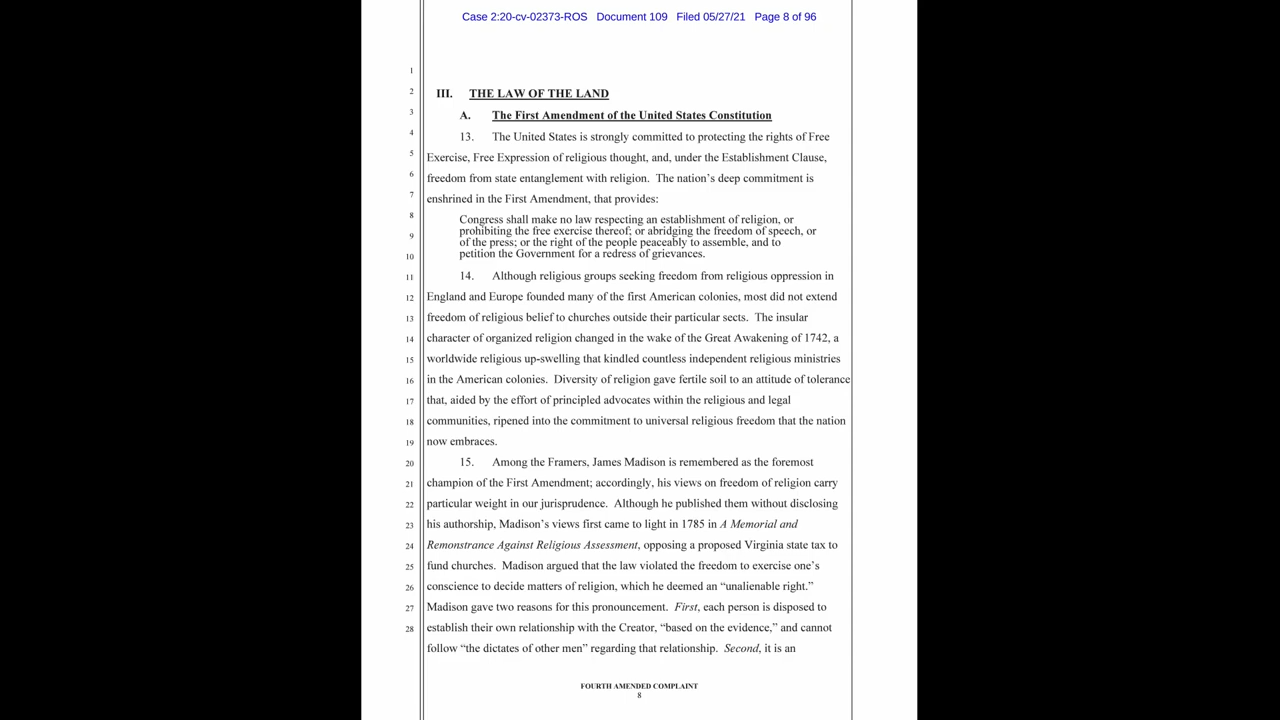 Case 2:20-cv-02373-ROS Document 109 Filed 05/27/21 Page 8 of 96
1
2 III. THE LAW OF THE LAND
3 A. The First Amendment of the United States Constitution
4 13. The United States is strongly committed to protecting the rights of Free
5 Exercise, Free Expression of religious thought, and, under the Establishment Clause,
6 freedom from state entanglement with religion. The nation's deep commitment is
7 enshrined in the First Amendment, that provides:
8 Congress shall make no law respecting an establishment of religion, or
prohibiting the free exercise thereof; or abridging the freedom of speech, or
9 of the press; or the right of the people peaceably to assemble, and to
10 petition the Government for a redress of grievances.
11 14. Although religious groups seeking freedom from religious oppression in
12 England and Europe founded many of the first American colonies, most did not extend
13 freedom of religious belief to churches outside their particular sects. The insular
14 character of organized religion changed in the wake of the Great Awakening of 1742, a
15 worldwide religious up-swelling that kindled countless independent religious ministries
16 in the American colonies. Diversity of religion gave fertile soil to an attitude of tolerance
17 that, aided by the effort of principled advocates within the religious and legal
18 communities, ripened into the commitment to universal religious freedom that the nation
19 now embraces.
20 15. Among the Framers, James Madison is remembered as the foremost
21 champion of the First Amendment; accordingly, his views on freedom of religion carry
22 particular weight in our jurisprudence. Although he published them without disclosing
23 his authorship, Madison's views first came to light in 1785 in A Memorial and
24 Remonstrance Against Religious Assessment, opposing a proposed Virginia state tax to
25 fund churches. Madison argued that the law violated the freedom to exercise one's
26 conscience to decide matters of religion, which he deemed an “unalienable right.”
27 Madison gave two reasons for this pronouncement. First, each person is disposed to
28 establish their own relationship with the Creator, “based on the evidence,” and cannot
follow “the dictates of other men” regarding that relationship. Second, it is an
FOURTH AMENDED COMPLAINT
8